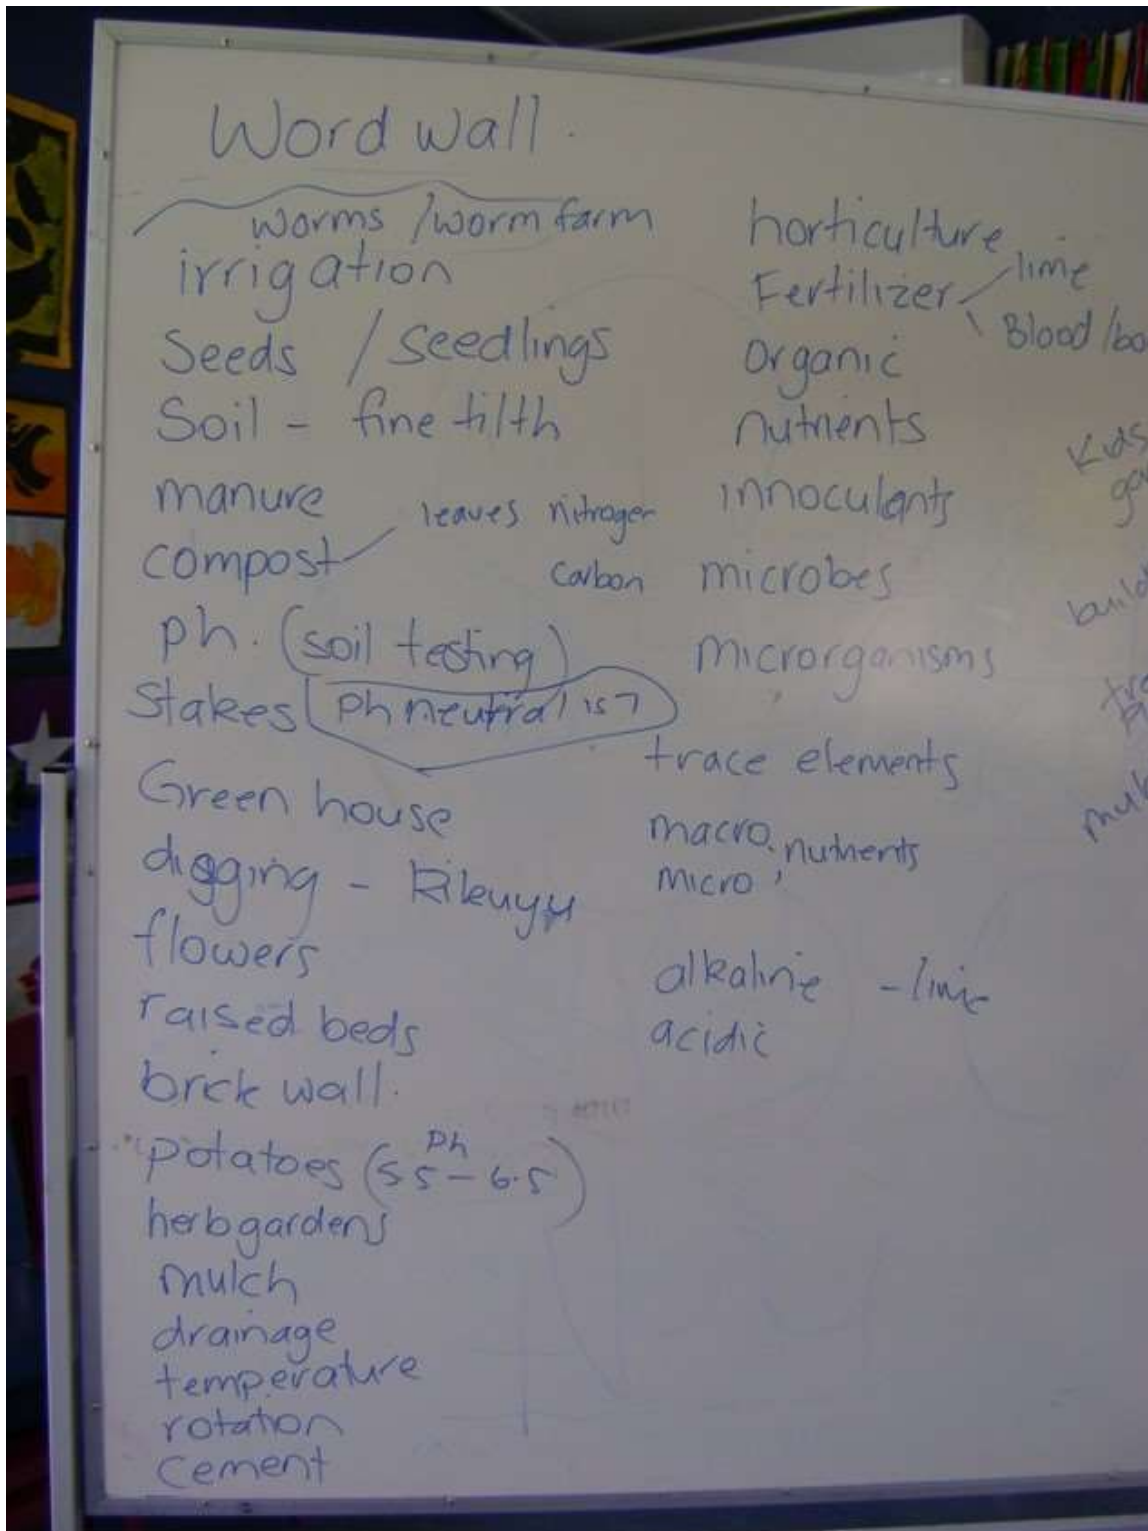 Word wall.
worms / worm farm
irrigation
Seeds / seedlings
Soil - fine tilth
manure
compost leaves nitrogen
carbon
ph. (soil testing)
Stakes ph neutral is 7
Green house
digging - Kikuyu
flowers
raised beds
brick wall.
potatoes (5.5 - 6.5)
Ph
herbgardens
mulch
drainage
temperature
rotation
cement
horticulture
Fertilizer lime
Blood/bo
organic
nutrients
innoculants
microbes
microrganisms
trace elements
macro. nutrients
micro
alkaline - lime
acidic
build